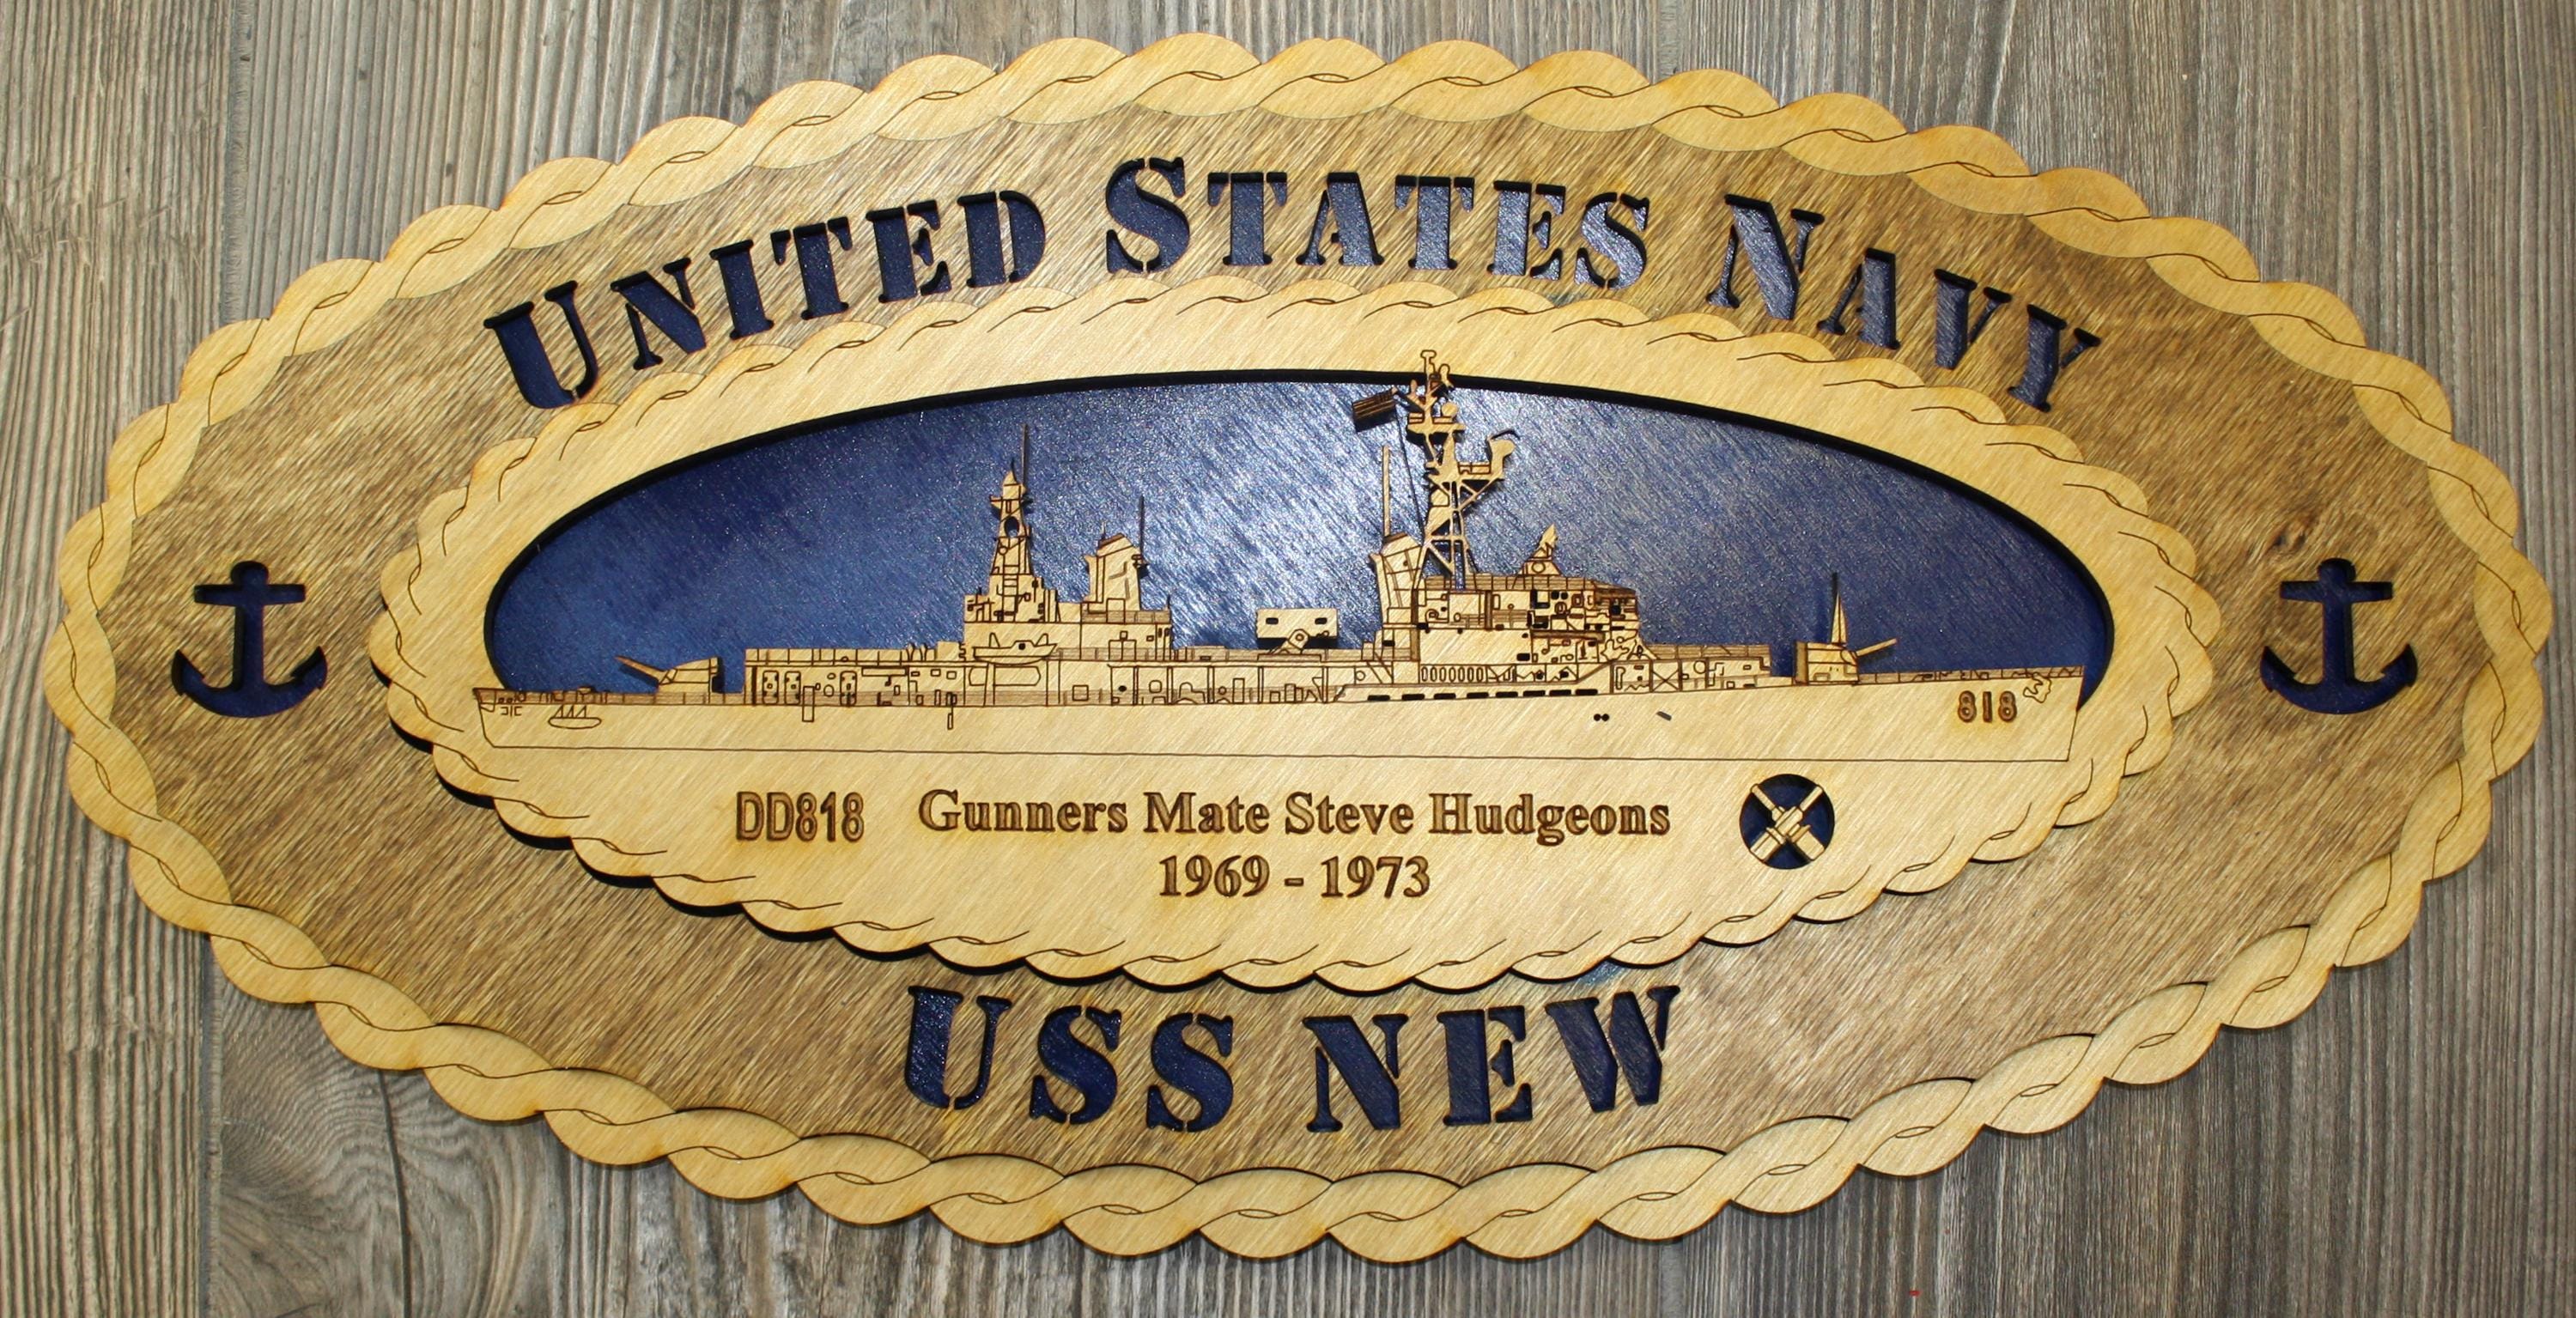 UNITED STATES NAVY
818
DD818 Gunners Mate Steve Hudgeons
1969 - 1973
USS NEW